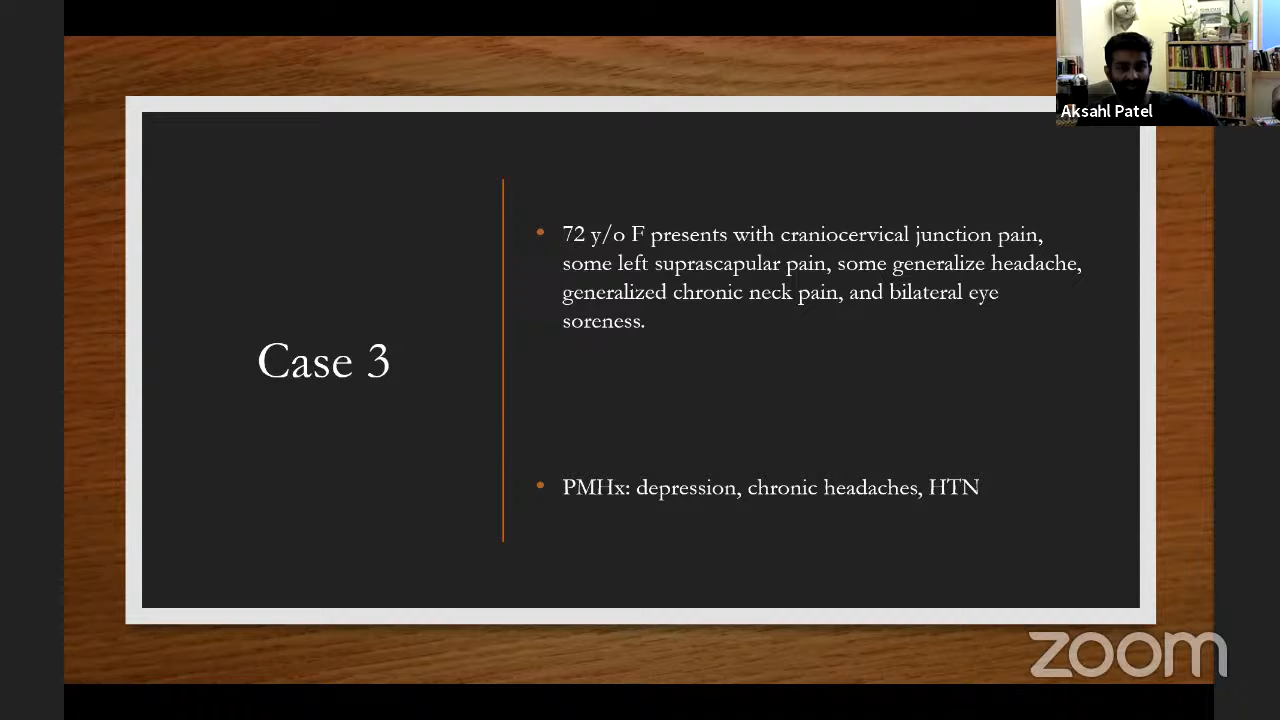 Aksahl Patel
Case 3
• 72 y/o F presents with craniocervical junction pain,
some left suprascapular pain, some generalize headache,
generalized chronic neck pain, and bilateral eye
soreness.
• PMHx: depression, chronic headaches, HTN
zoom